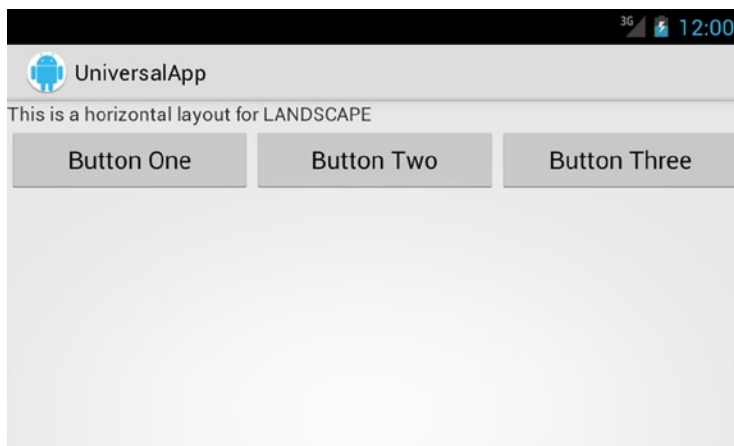 3G 12:00
UniversalApp
This is a horizontal layout for LANDSCAPE
Button One Button Two Button Three